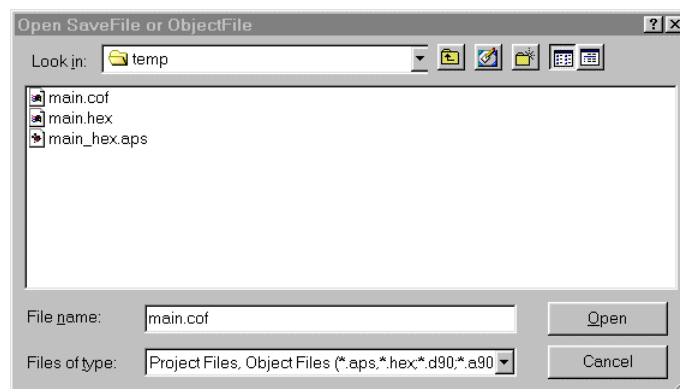 Open SaveFile or ObjectFile
Look in: temp
main.cof
main.hex
main_hex.aps
File name: main.cof Open
Files of type: Project Files, Object Files (*.aps,*.hex;*.d90;*.a90 Cancel